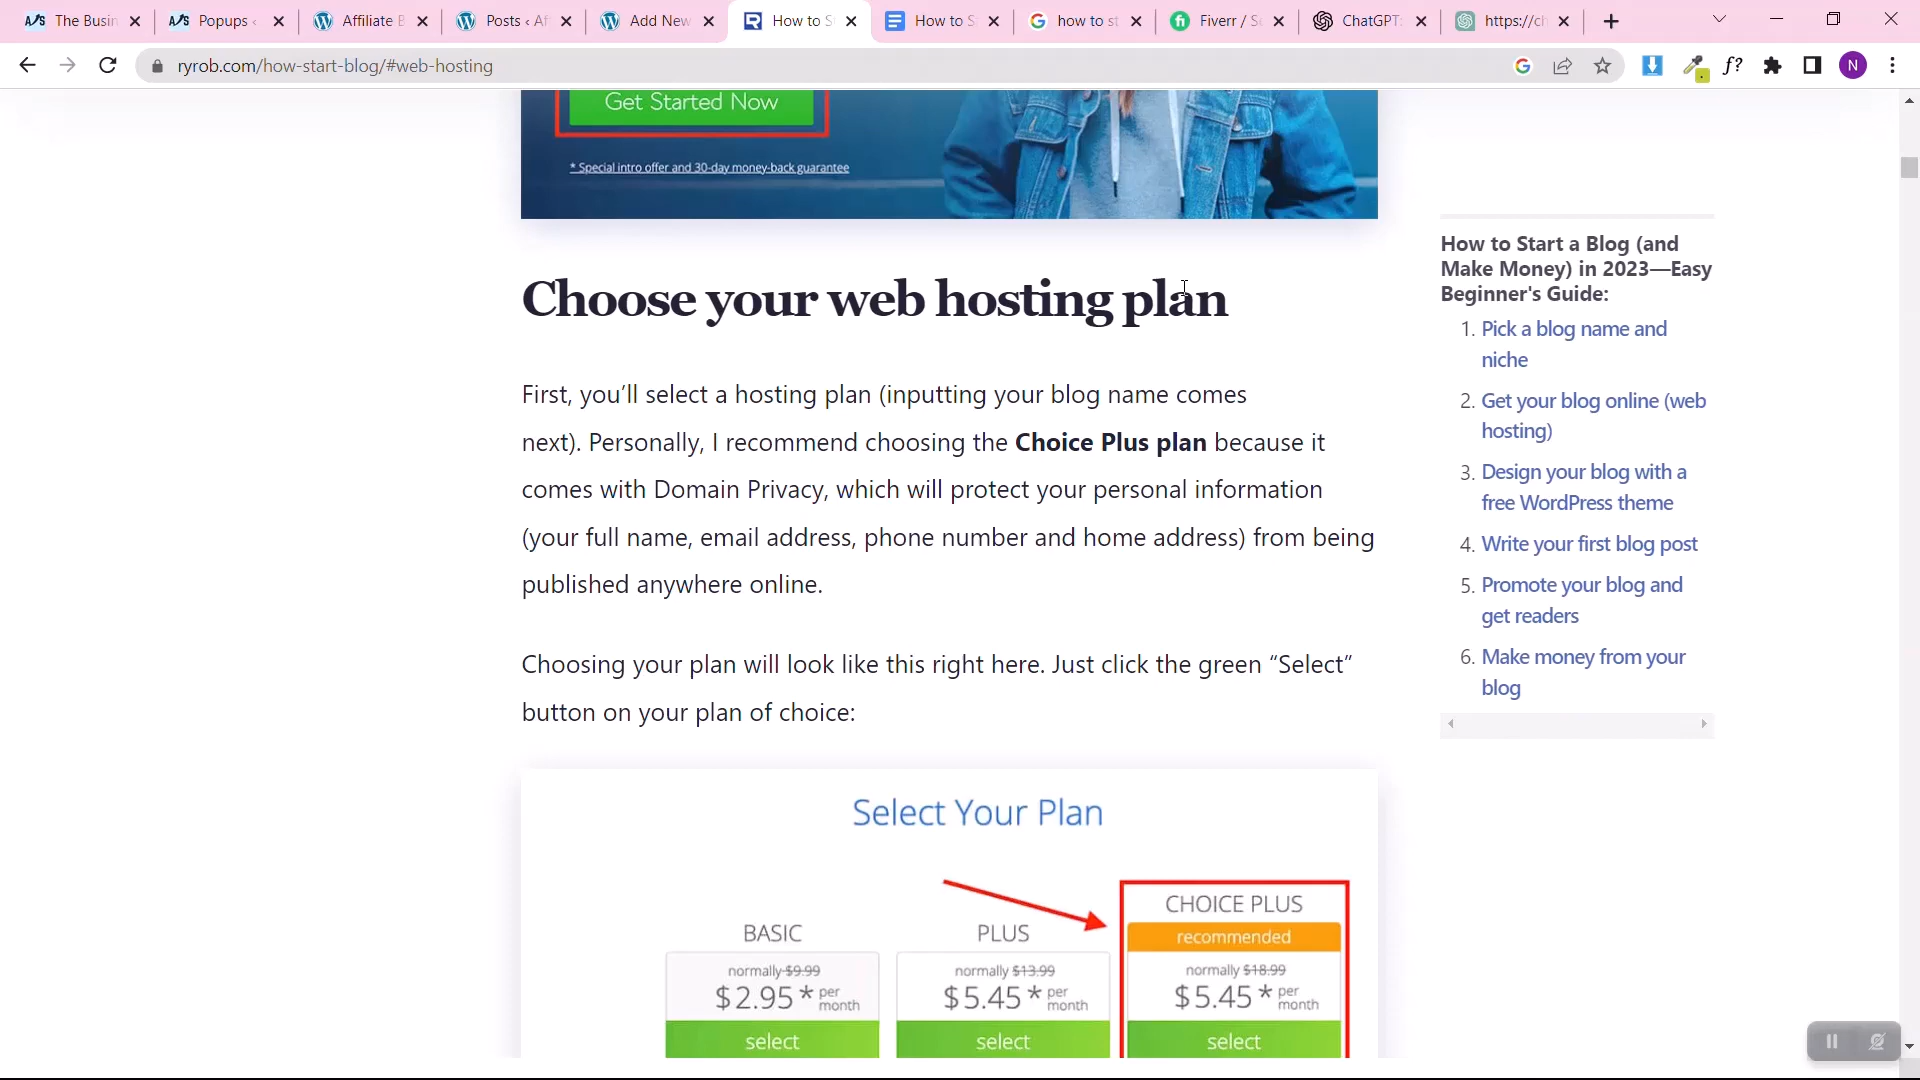 The Busin
Popups ‹
Affiliate B
Posts ‹ Af
Add New
How to S
How to S
how to st
Fiverr / Se
ChatGPT:
https://ch
ryrob.com/how-start-blog/#web-hosting
f?
N
Get Started Now
* Special intro offer and 30-day money-back guarantee
Choose your web hosting plan
First, you’ll select a hosting plan (inputting your blog name comes
next). Personally, I recommend choosing the Choice Plus plan because it
comes with Domain Privacy, which will protect your personal information
(your full name, email address, phone number and home address) from being
published anywhere online.
Choosing your plan will look like this right here. Just click the green “Select”
button on your plan of choice:
Select Your Plan
BASIC
normally $9.99
$2.95* per month
select
PLUS
normally $13.99
$5.45* per month
select
CHOICE PLUS
recommended
normally $18.99
$5.45* per month
select
How to Start a Blog (and
Make Money) in 2023—Easy
Beginner's Guide:
1. Pick a blog name and
niche
2. Get your blog online (web
hosting)
3. Design your blog with a
free WordPress theme
4. Write your first blog post
5. Promote your blog and
get readers
6. Make money from your
blog